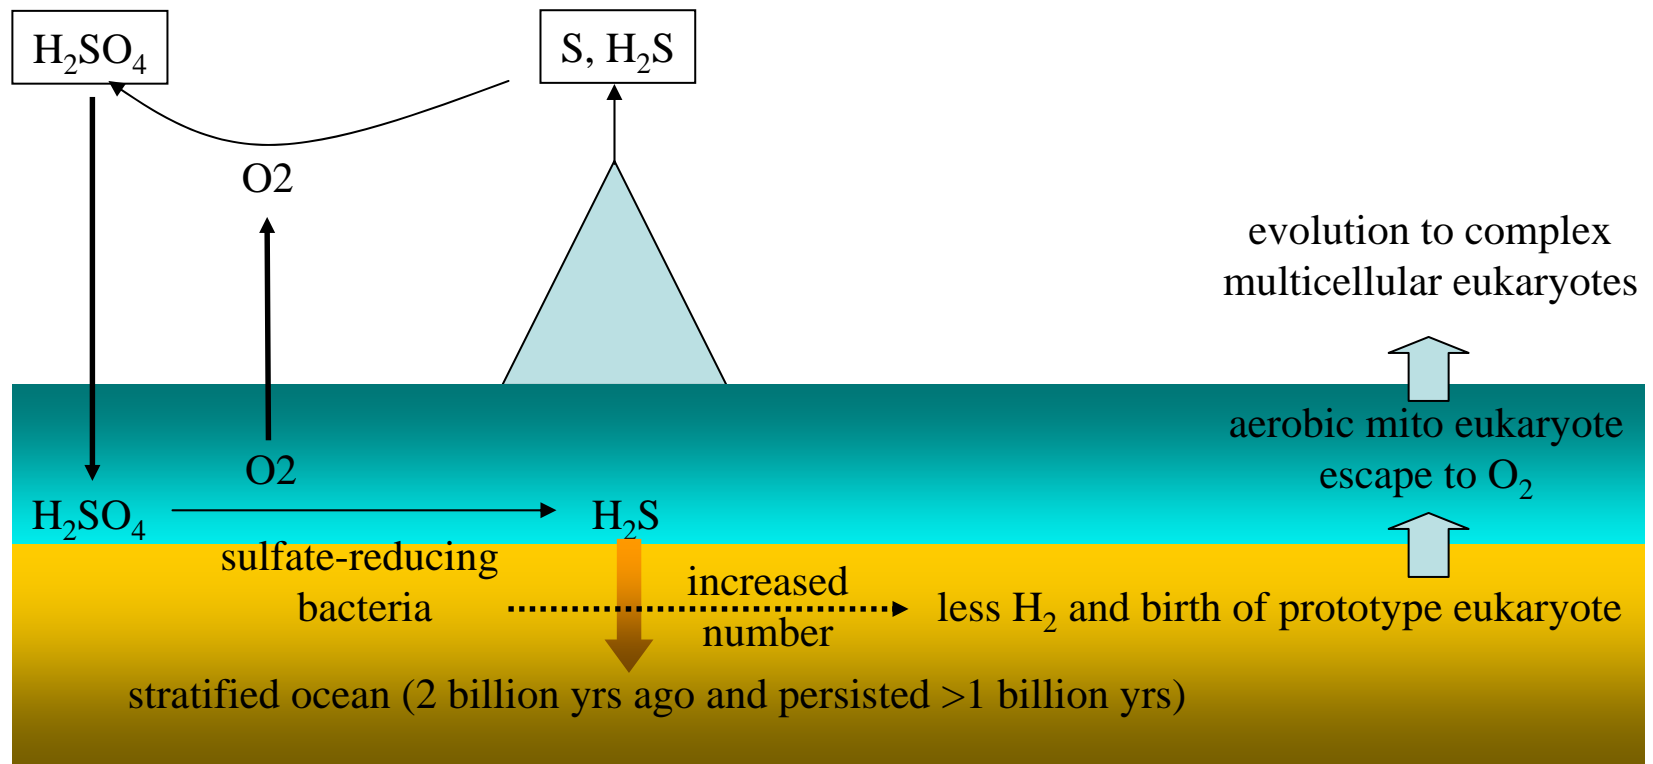 H₂SO₄
S, H₂S
O2
evolution to complex
multicellular eukaryotes
aerobic mito eukaryote
escape to O₂
O2
H₂SO₄
H₂S
sulfate-reducing
bacteria
increased
number
less H₂ and birth of prototype eukaryote
stratified ocean (2 billion yrs ago and persisted >1 billion yrs)